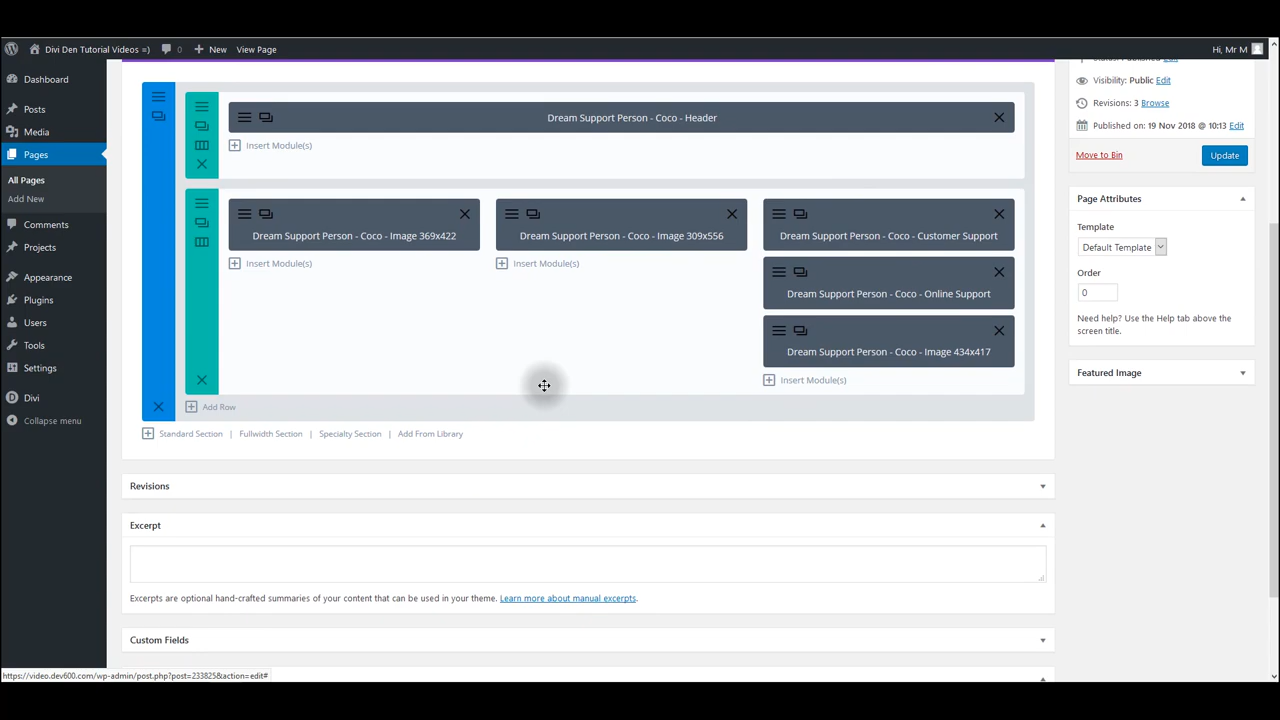 Divi Den Tutorial Videos =) 0 New View Page Hi, Mr M
Dashboard
Posts
Media
Pages
All Pages
Add New
Comments
Projects
Appearance
Plugins
Users
Tools
Settings
Divi
Collapse menu
Dream Support Person - Coco - Header
Insert Module(s)
Dream Support Person - Coco - Image 369x422
Insert Module(s)
Dream Support Person - Coco - Image 309x556
Insert Module(s)
Dream Support Person - Coco - Customer Support
Dream Support Person - Coco - Online Support
Dream Support Person - Coco - Image 434x417
Insert Module(s)
Add Row
Standard Section | Fullwidth Section | Specialty Section | Add From Library
Revisions
Excerpt
Excerpts are optional hand-crafted summaries of your content that can be used in your theme. Learn more about manual excerpts.
Custom Fields
Status: Published Edit
Visibility: Public Edit
Revisions: 3 Browse
Published on: 19 Nov 2018 @ 10:13 Edit
Move to Bin Update
Page Attributes
Template
Default Template
Order
0
Need help? Use the Help tab above the
screen title.
Featured Image
https://video.dev600.com/wp-admin/post.php?post=233825&action=edit#